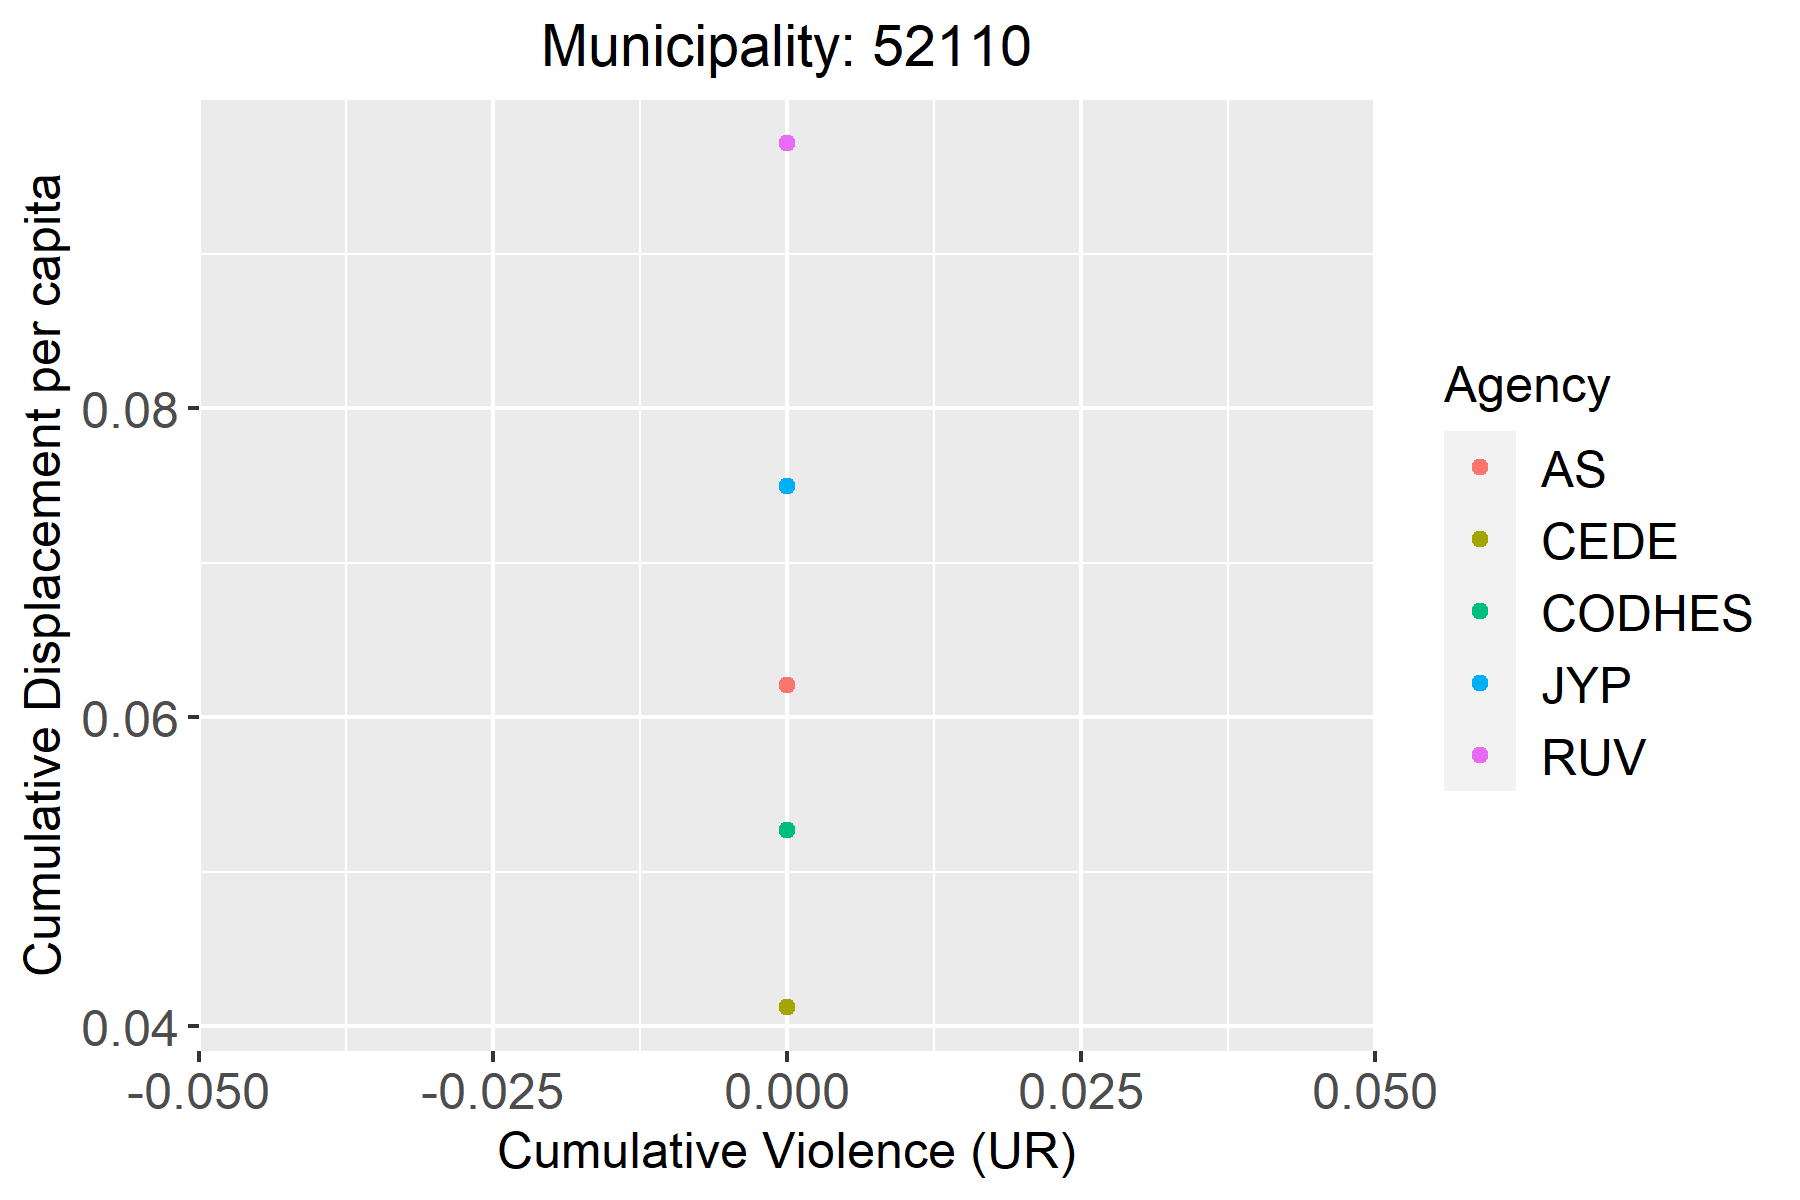 Municipality: 52110
Cumulative Displacement per capita
0.08
0.06
0.04
-0.050
-0.025
0.000
0.025
0.050
Cumulative Violence (UR)
Agency
AS
CEDE
CODHES
JYP
RUV